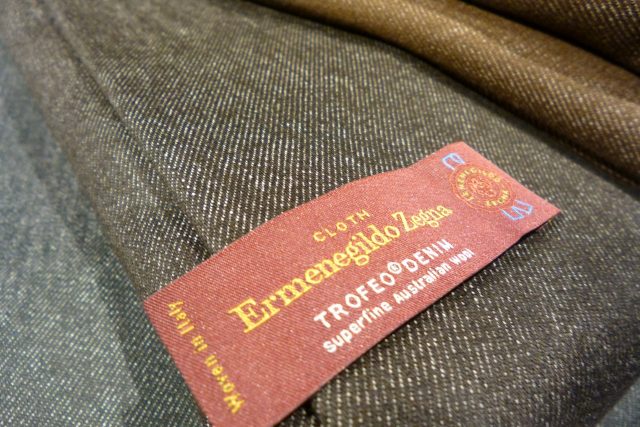 CLOTH
Ermenegildo Zegna
TROFEO© DENIM
Superfine Australian Wool
Woven in Italy